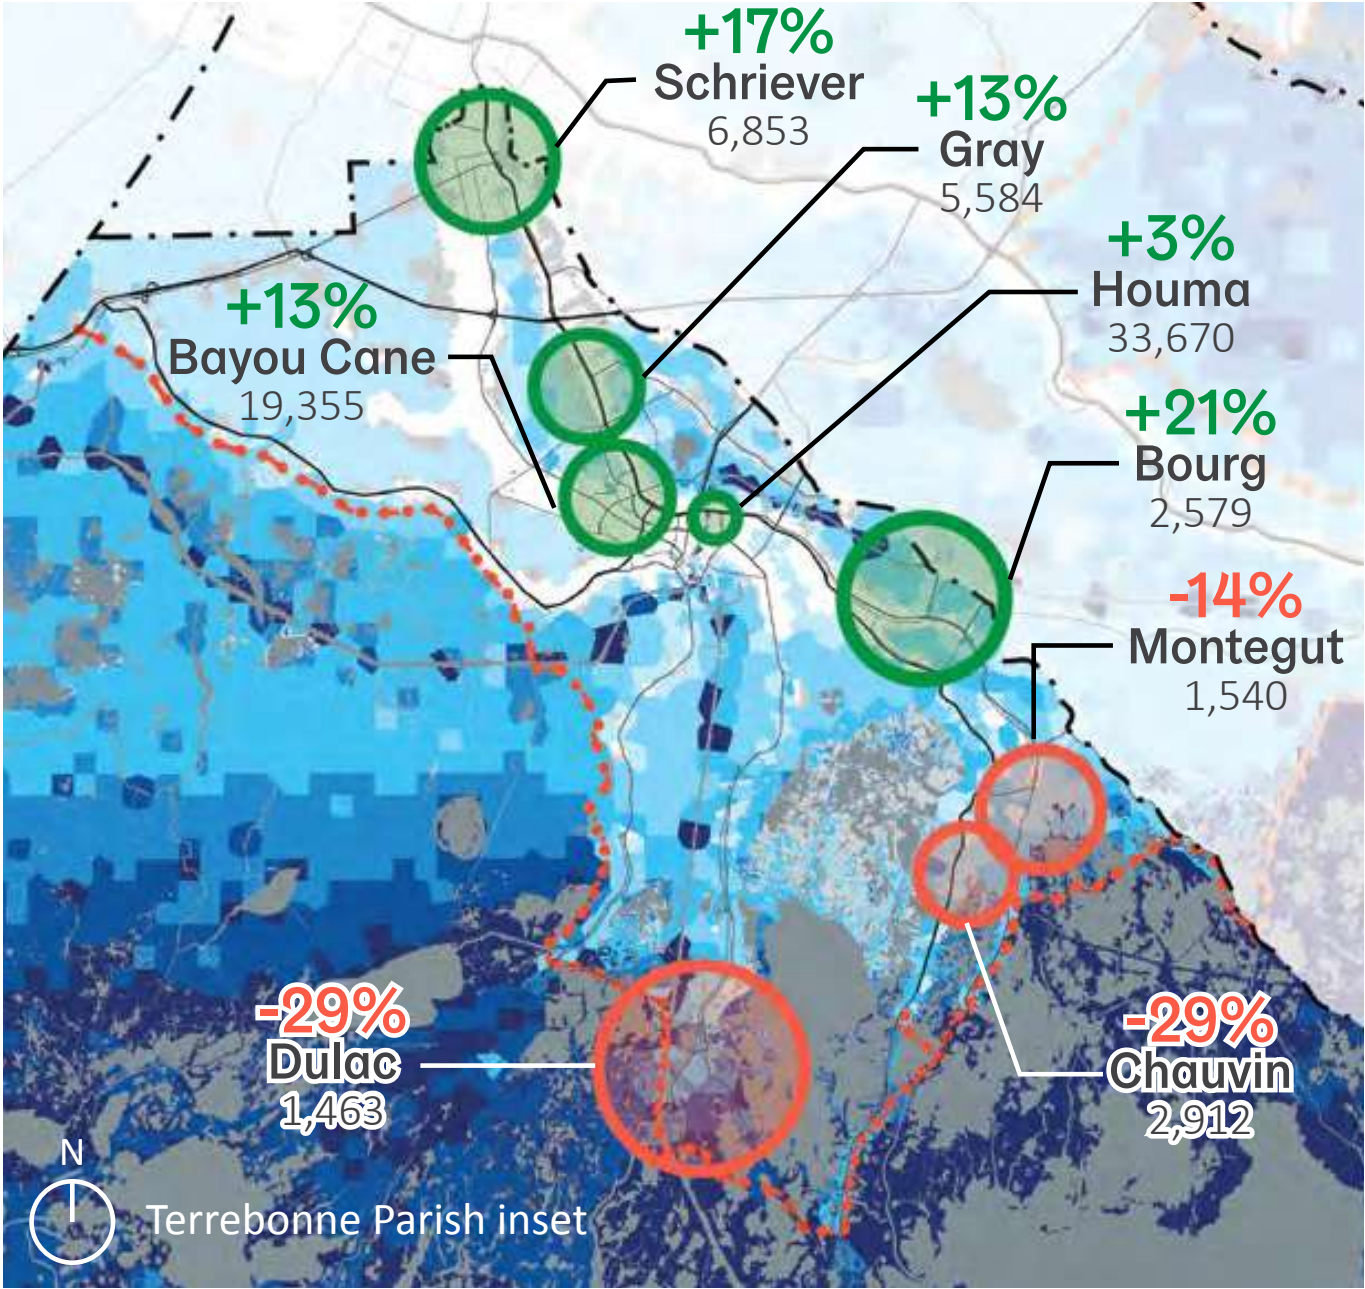 +17%
Schriever
6,853
+13%
Gray
5,584
+3%
Houma
33,670
+13%
Bayou Cane
19,355
+21%
Bourg
2,579
-14%
Montegut
1,540
-29%
Dulac
1,463
-29%
Chauvin
2,912
N
Terrebonne Parish inset